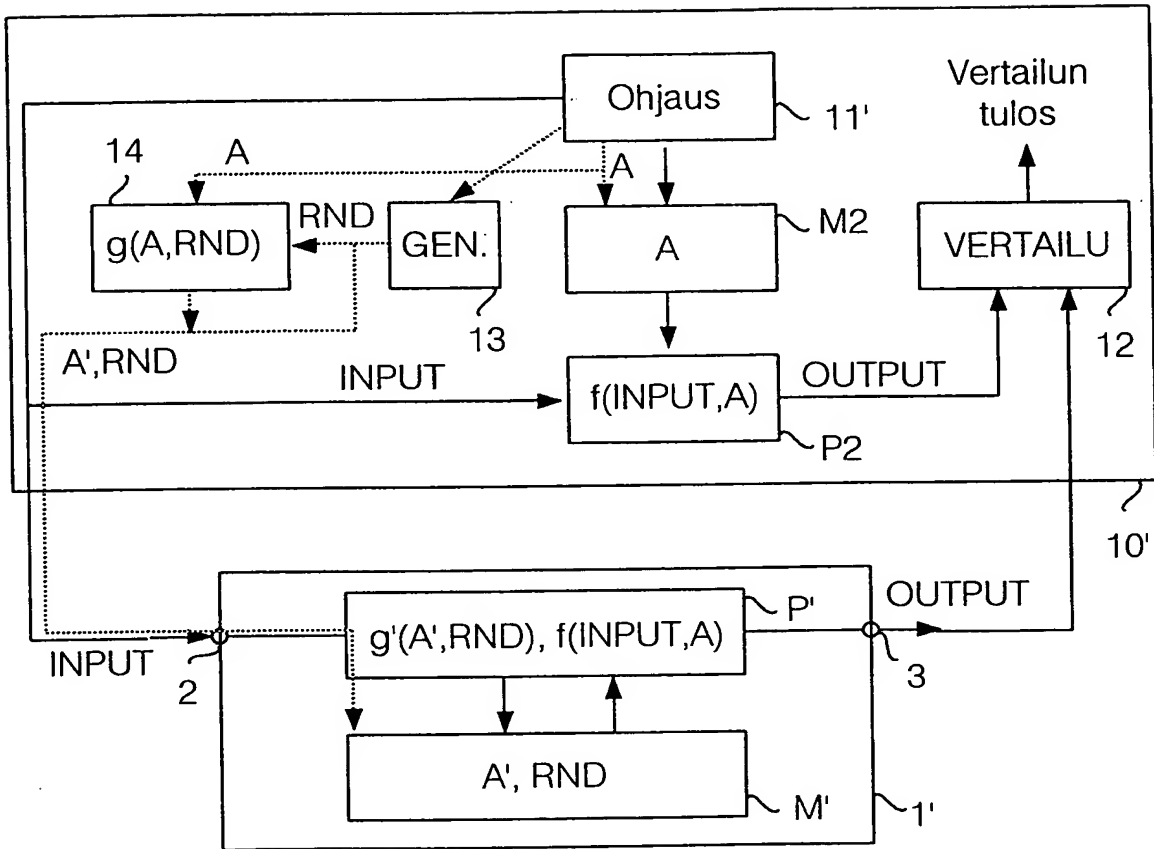 Ohjaus
11'
Vertailun
tulos
14
A
A
RND
g(A,RND)
GEN.
A
M2
VERTAILU
13
12
A',RND
INPUT
f(INPUT,A)
OUTPUT
P2
10'
P'
OUTPUT
g'(A',RND), f(INPUT,A)
INPUT
2
3
A', RND
M'
1'